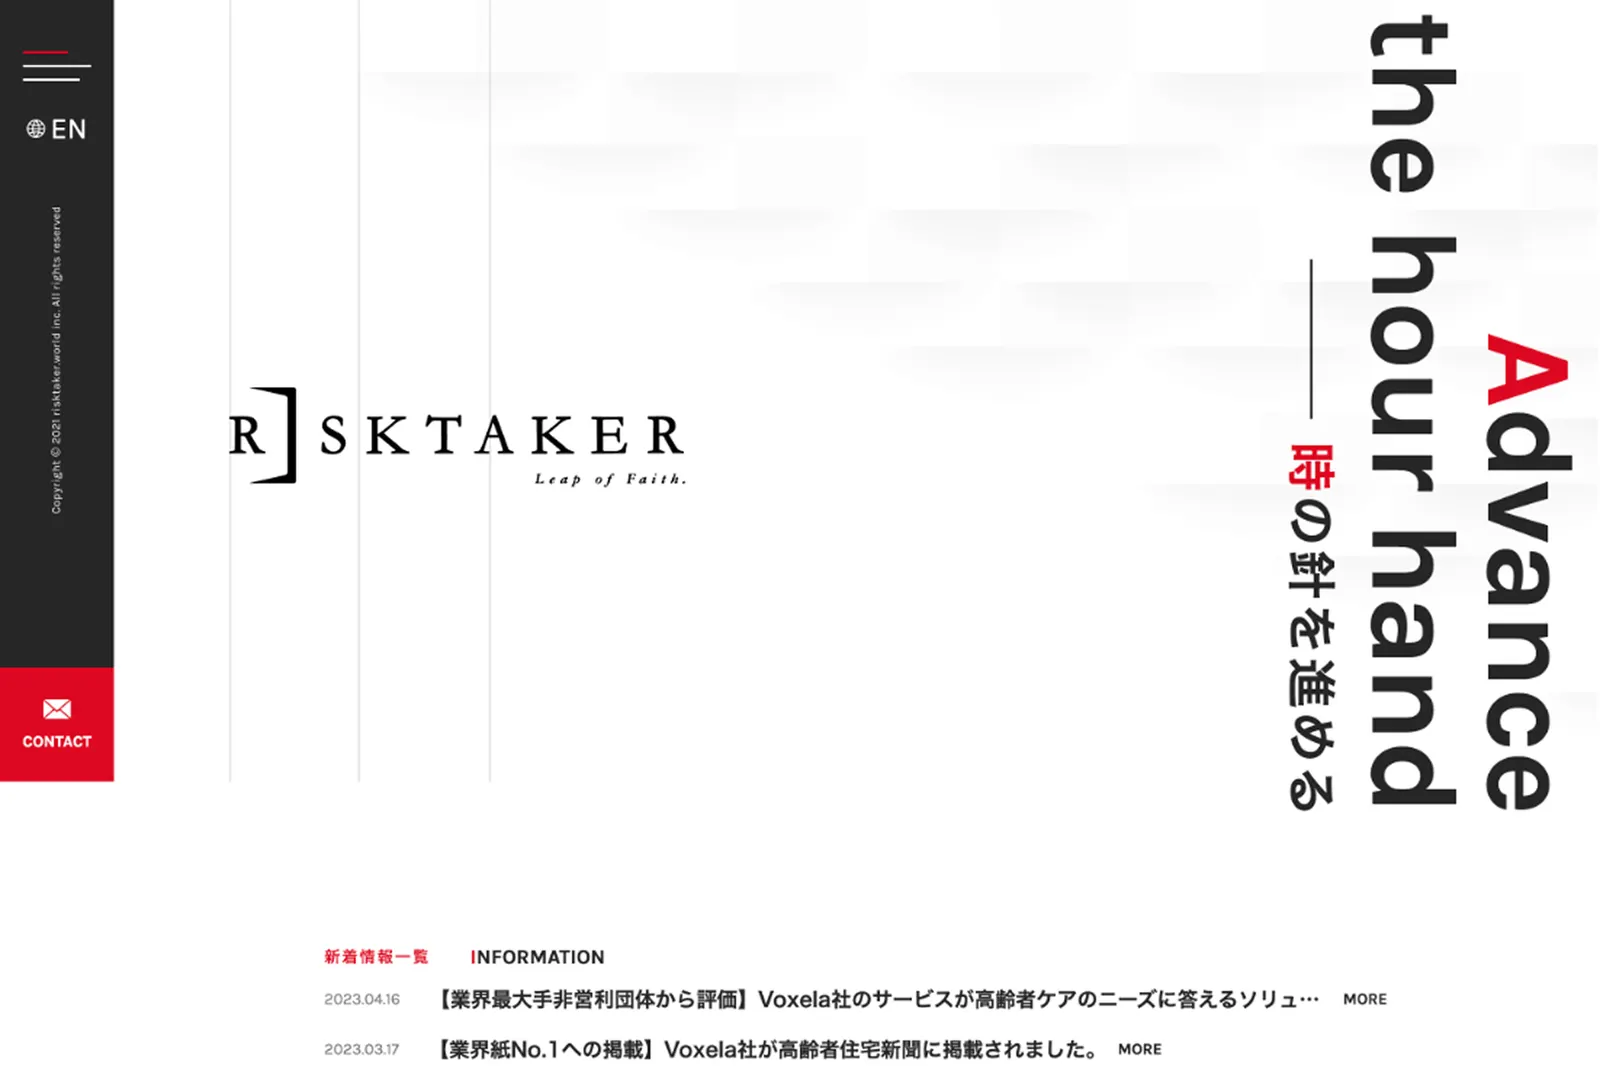 EN
Copyright © 2021 risktaker.world inc. All rights reserved
CONTACT
R]SKTAKER
Leap of Faith.
Advance
the hour hand
時の針を進める
新着情報一覧 INFORMATION
2023.04.16 【業界最大手非営利団体から評価】Voxela社のサービスが高齢者ケアのニーズに答えるソリュ… MORE
2023.03.17 【業界紙No.1への掲載】Voxela社が高齢者住宅新聞に掲載されました。 MORE